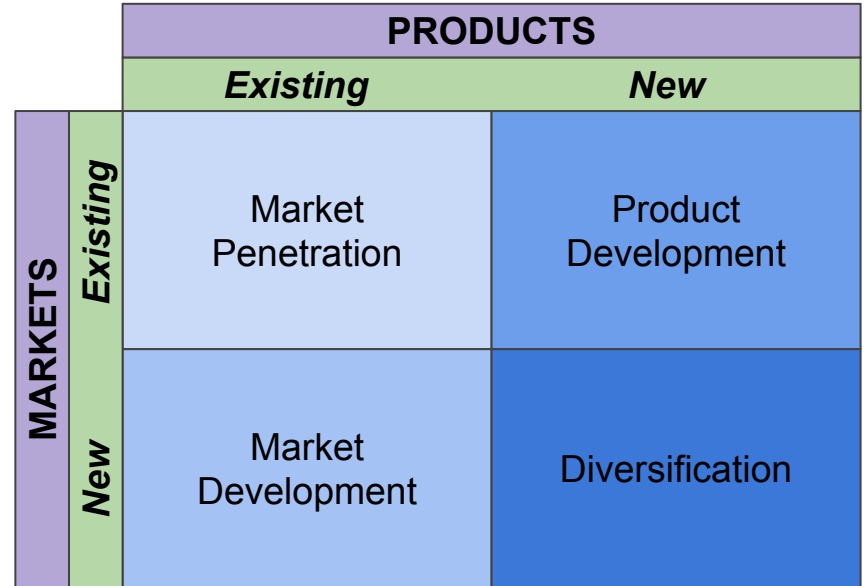 PRODUCTS
Existing
New
MARKETS
Existing
Market
Penetration
Product
Development
New
Market
Development
Diversification